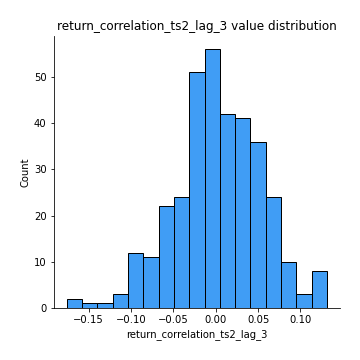 return_correlation_ts2_lag_3 value distribution
50
40
30
20
10
0
Count
−0.15 −0.10 −0.05 0.00 0.05 0.10
return_correlation_ts2_lag_3